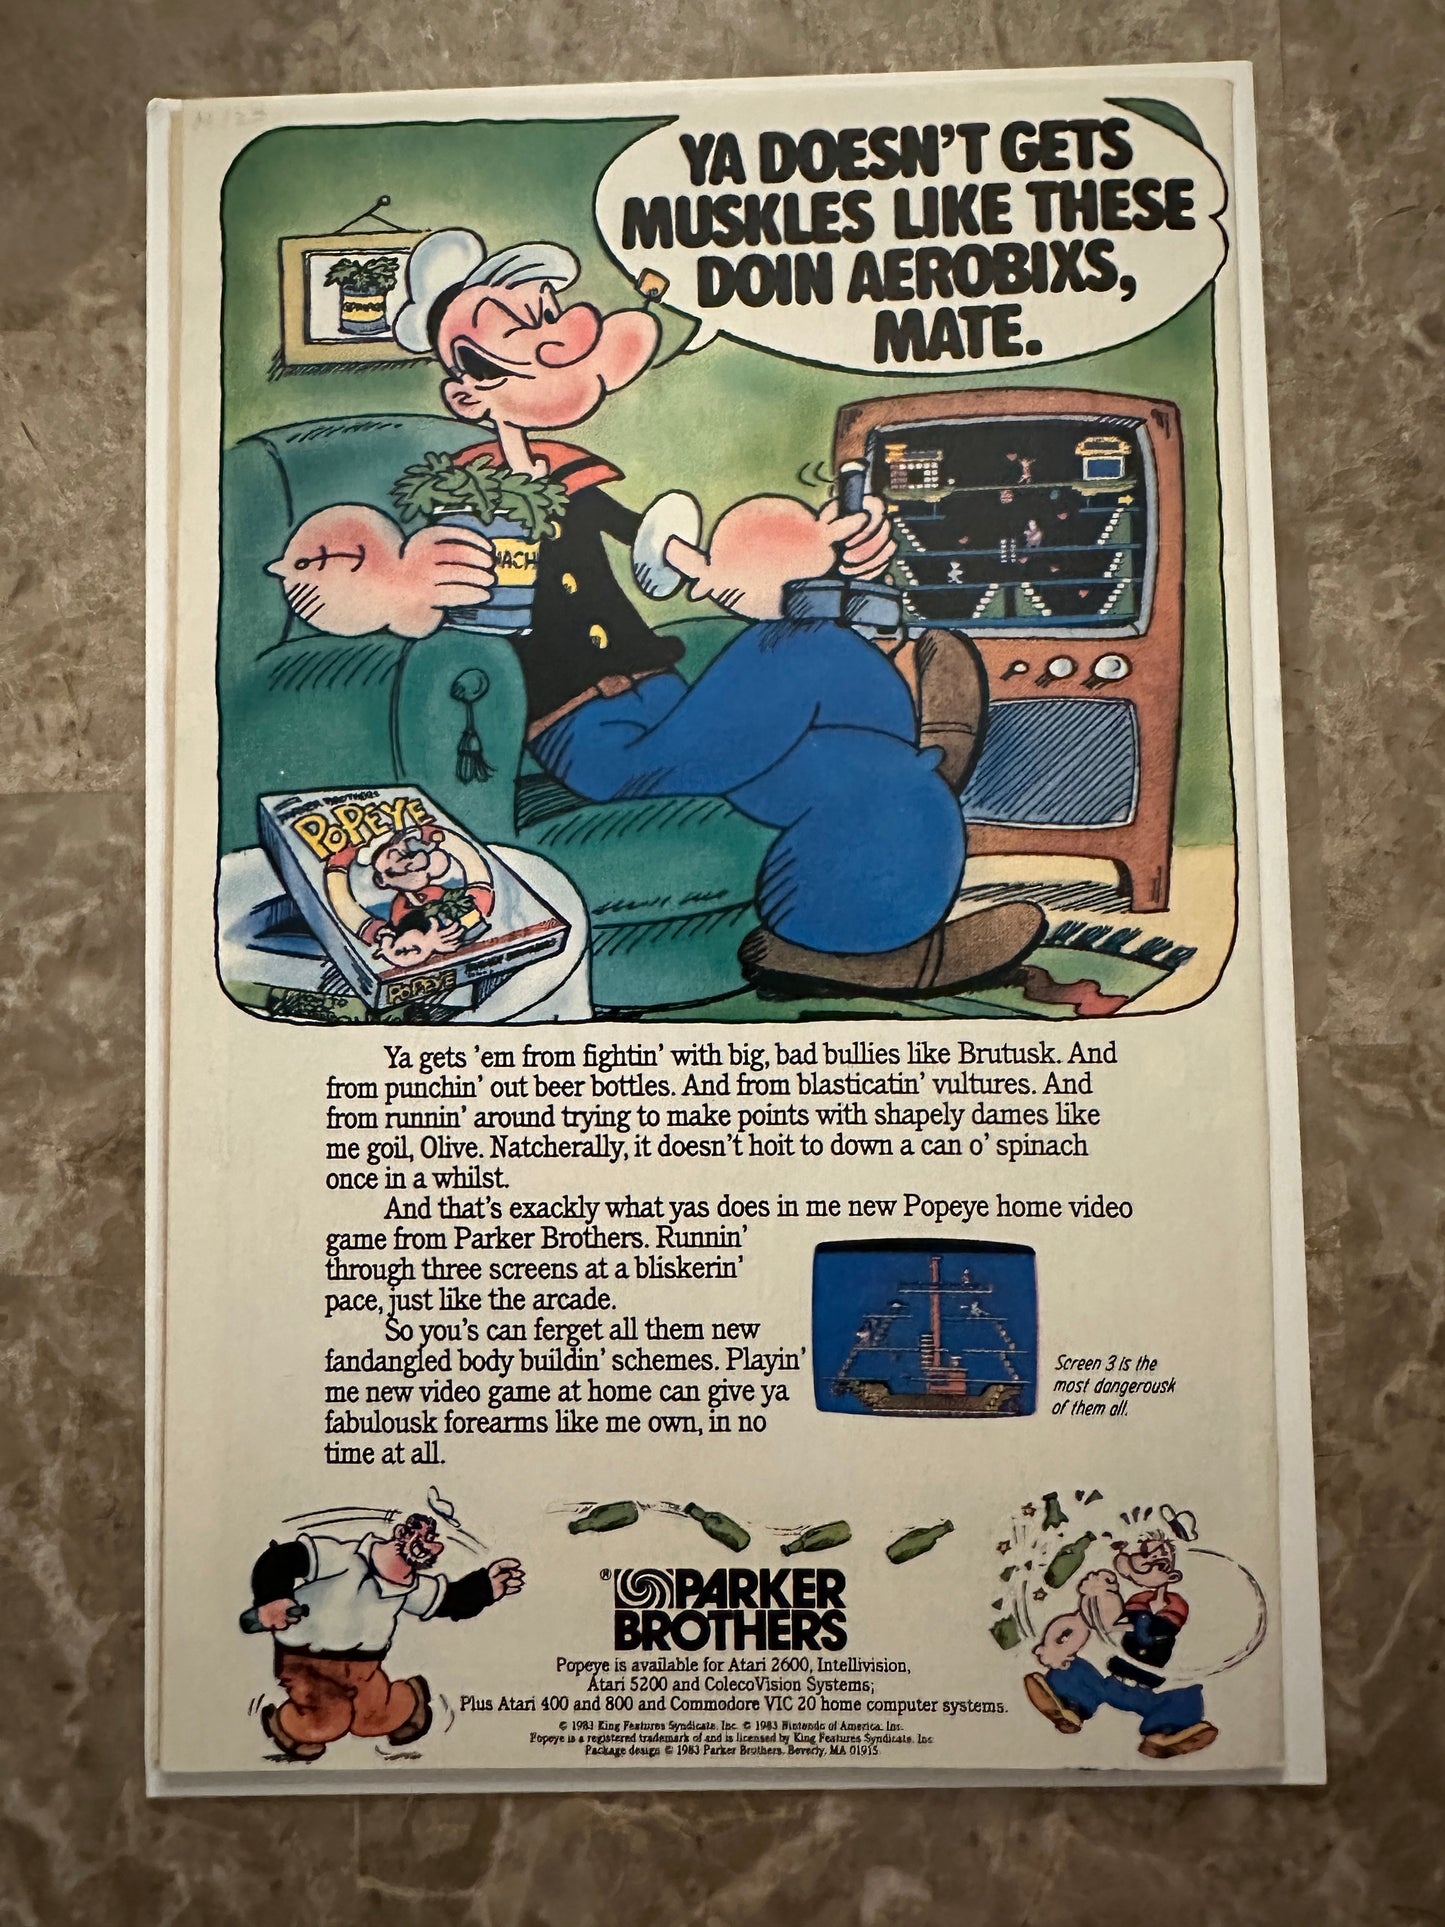 YA DOESN'T GETS
MUSKLES LIKE THESE
DOIN AEROBIXS,
MATE.
NACH
PARKER BROTHERS
POPEYE
POPEYE
Ya gets 'em from fightin' with big, bad bullies like Brutusk. And
from punchin' out beer bottles. And from blasticatin' vultures. And
from runnin' around trying to make points with shapely dames like
me goil, Olive. Natcherally, it doesn't hoit to down a can o' spinach
once in a whilst.
And that's exackly what yas does in me new Popeye home video
game from Parker Brothers. Runnin'
through three screens at a bliskerin'
pace, just like the arcade.
So you's can ferget all them new
fandangled body buildin' schemes. Playin'
me new video game at home can give ya
fabulousk forearms like me own, in no
time at all.
Screen 3 is the
most dangerousk
of them all.
® PARKER
BROTHERS
Popeye is available for Atari 2600, Intellivision,
Atari 5200 and ColecoVision Systems;
Plus Atari 400 and 800 and Commodore VIC 20 home computer systems.
© 1983 King Features Syndicate, Inc. © 1983 Nintendo of America, Inc.
Popeye is a registered trademark of and is licensed by King Features Syndicate, Inc.
Package design © 1983 Parker Brothers, Beverly, MA 01915